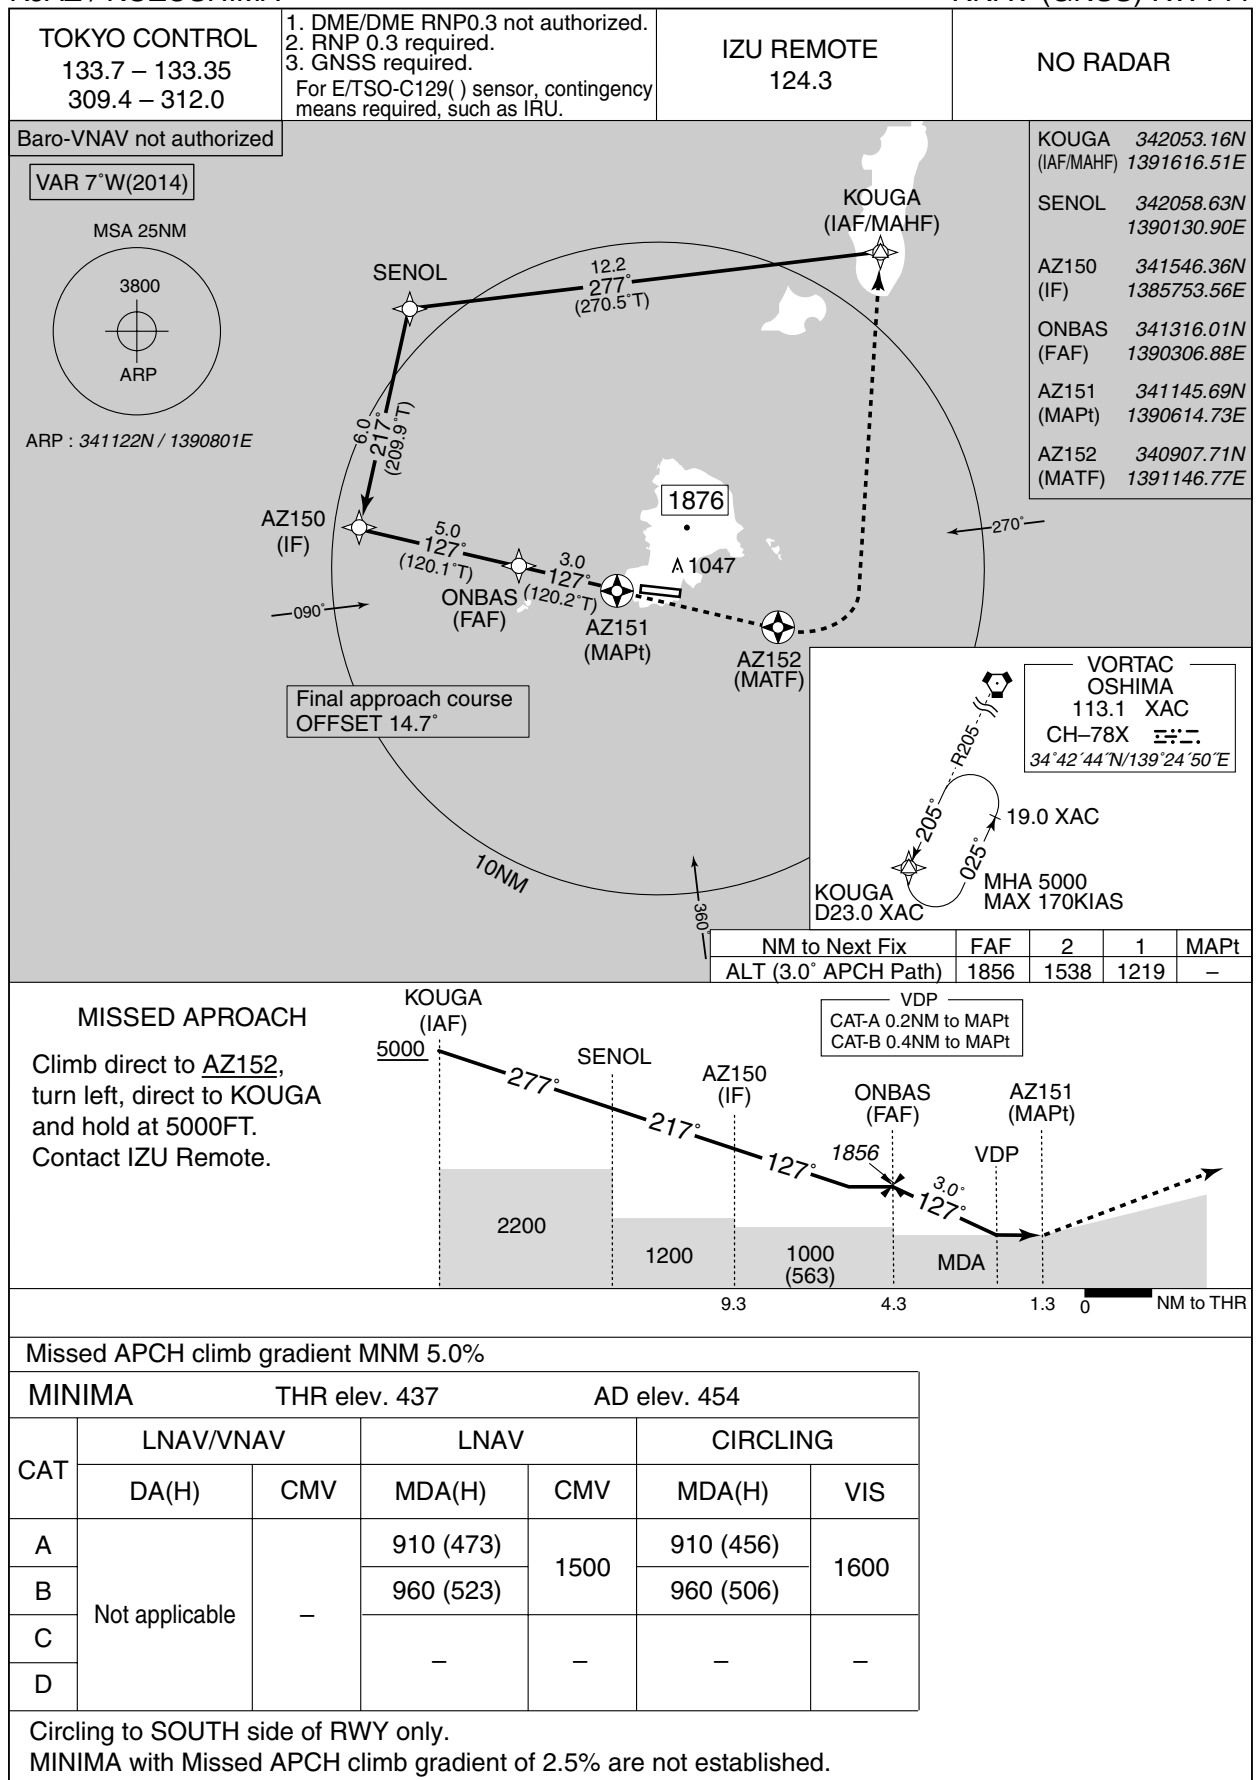 TOKYO CONTROL
133.7 – 133.35
309.4 – 312.0
1. DME/DME RNP0.3 not authorized.
2. RNP 0.3 required.
3. GNSS required.
For E/TSO-C129( ) sensor, contingency
means required, such as IRU.
IZU REMOTE
124.3
NO RADAR
Baro-VNAV not authorized
VAR 7˚W(2014)
MSA 25NM
3800
ARP
ARP : 341122N / 1390801E
KOUGA 342053.16N
(IAF/MAHF) 1391616.51E
SENOL 342058.63N
1390130.90E
AZ150 341546.36N
(IF) 1385753.56E
ONBAS 341316.01N
(FAF) 1390306.88E
AZ151 341145.69N
(MAPt) 1390614.73E
AZ152 340907.71N
(MATF) 1391146.77E
KOUGA
(IAF/MAHF)
SENOL
12.2
277˚
(270.5˚T)
6.0
217˚
(209.9˚T)
AZ150
(IF)
5.0
127˚
(120.1˚T)
ONBAS
(FAF)
3.0
127˚
(120.2˚T)
AZ151
(MAPt)
1876
1047
AZ152
(MATF)
270˚
090˚
360˚
10NM
Final approach course
OFFSET 14.7˚
VORTAC
OSHIMA
113.1 XAC
CH–78X
34˚42´44˝N/139˚24´50˝E
R205
205˚
025˚
19.0 XAC
KOUGA
D23.0 XAC
MHA 5000
MAX 170KIAS
NM to Next Fix FAF 2 1 MAPt
ALT (3.0˚ APCH Path) 1856 1538 1219 –
MISSED APROACH
Climb direct to AZ152,
turn left, direct to KOUGA
and hold at 5000FT.
Contact IZU Remote.
KOUGA
(IAF)
5000
277˚
SENOL
217˚
AZ150
(IF)
127˚
1856
ONBAS
(FAF)
3.0˚
127˚
VDP
AZ151
(MAPt)
VDP
CAT-A 0.2NM to MAPt
CAT-B 0.4NM to MAPt
2200
1200
1000
(563)
MDA
9.3 4.3 1.3 0 NM to THR
Missed APCH climb gradient MNM 5.0%
MINIMA THR elev. 437 AD elev. 454
CAT LNAV/VNAV LNAV CIRCLING
DA(H) CMV MDA(H) CMV MDA(H) VIS
A 910 (473) 910 (456)
1500 1600
B 960 (523) 960 (506)
Not applicable –
C
– – – –
D
Circling to SOUTH side of RWY only.
MINIMA with Missed APCH climb gradient of 2.5% are not established.